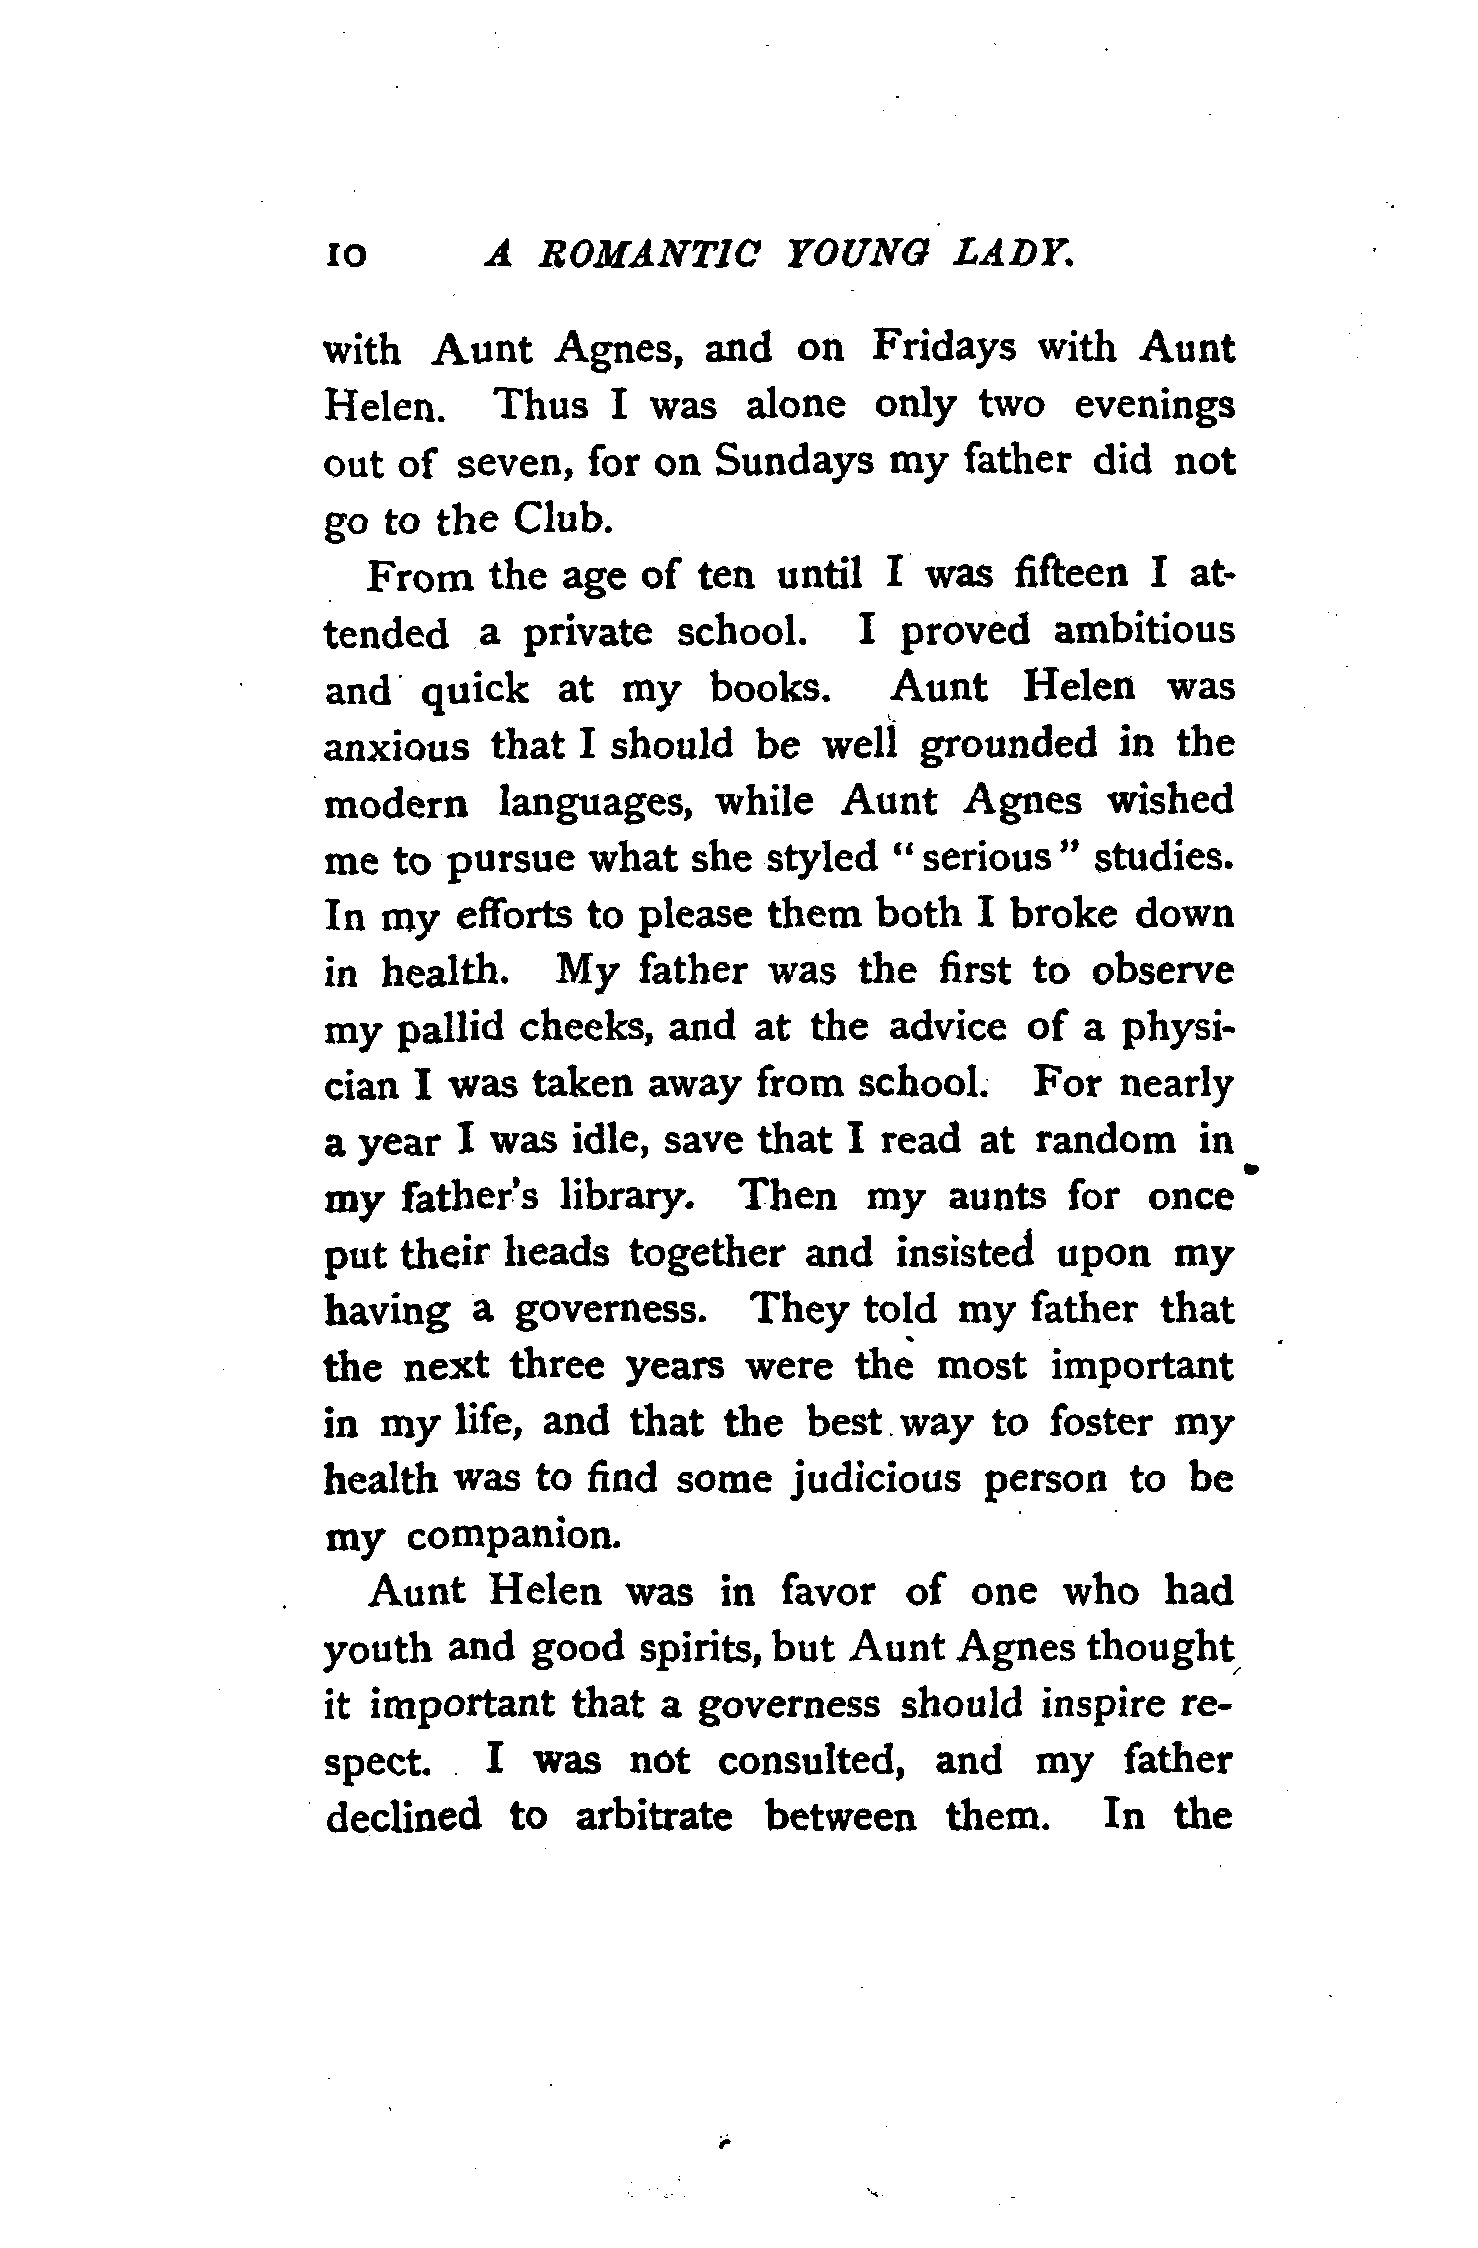 10 A ROMANTIC YOUNG LADY.
with Aunt Agnes, and on Fridays with Aunt
Helen. Thus I was alone only two evenings
out of seven, for on Sundays my father did not
go to the Club.
From the age of ten until I was fifteen I at-
tended a private school. I proved ambitious
and quick at my books. Aunt Helen was
anxious that I should be well grounded in the
modern languages, while Aunt Agnes wished
me to pursue what she styled “ serious ” studies.
In my efforts to please them both I broke down
in health. My father was the first to observe
my pallid cheeks, and at the advice of a physi-
cian I was taken away from school. For nearly
a year I was idle, save that I read at random in
my father's library. Then my aunts for once
put their heads together and insisted upon my
having a governess. They told my father that
the next three years were the most important
in my life, and that the best way to foster my
health was to find some judicious person to be
my companion.
Aunt Helen was in favor of one who had
youth and good spirits, but Aunt Agnes thought
it important that a governess should inspire re-
spect. I was not consulted, and my father
declined to arbitrate between them. In the